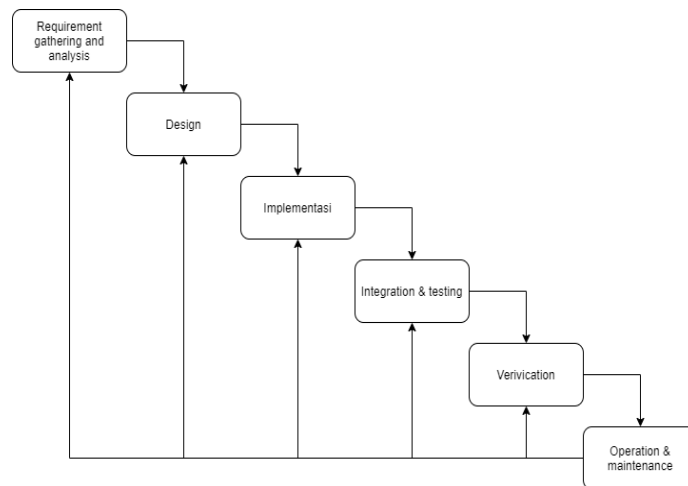 Requirement
gathering and
analysis
Design
Implementasi
Integration & testing
Verivication
Operation &
maintenance